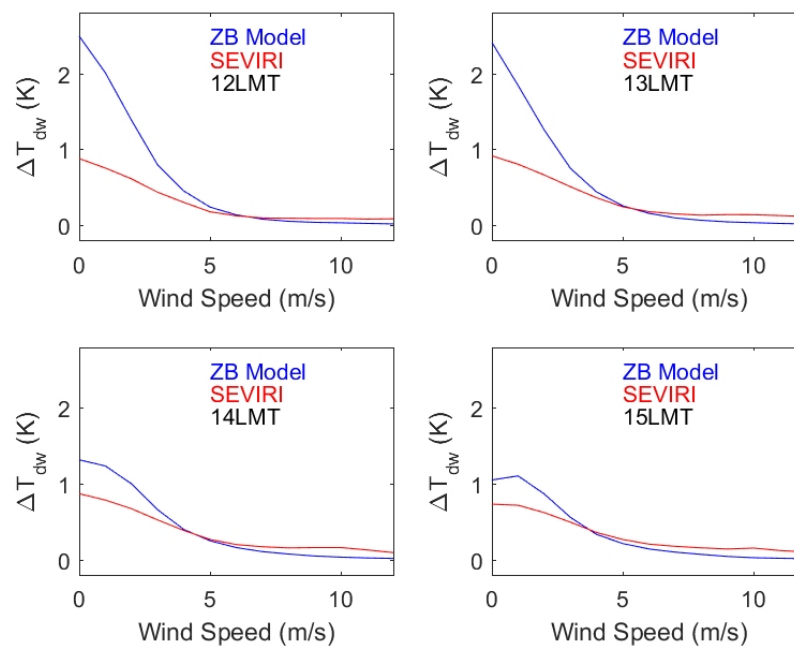 ZB Model
SEVIRI
12LMT
2
1
0
ΔT_dw (K)
0 5 10
Wind Speed (m/s)
ZB Model
SEVIRI
13LMT
2
1
0
ΔT_dw (K)
0 5 10
Wind Speed (m/s)
ZB Model
SEVIRI
14LMT
2
1
0
ΔT_dw (K)
0 5 10
Wind Speed (m/s)
ZB Model
SEVIRI
15LMT
2
1
0
ΔT_dw (K)
0 5 10
Wind Speed (m/s)